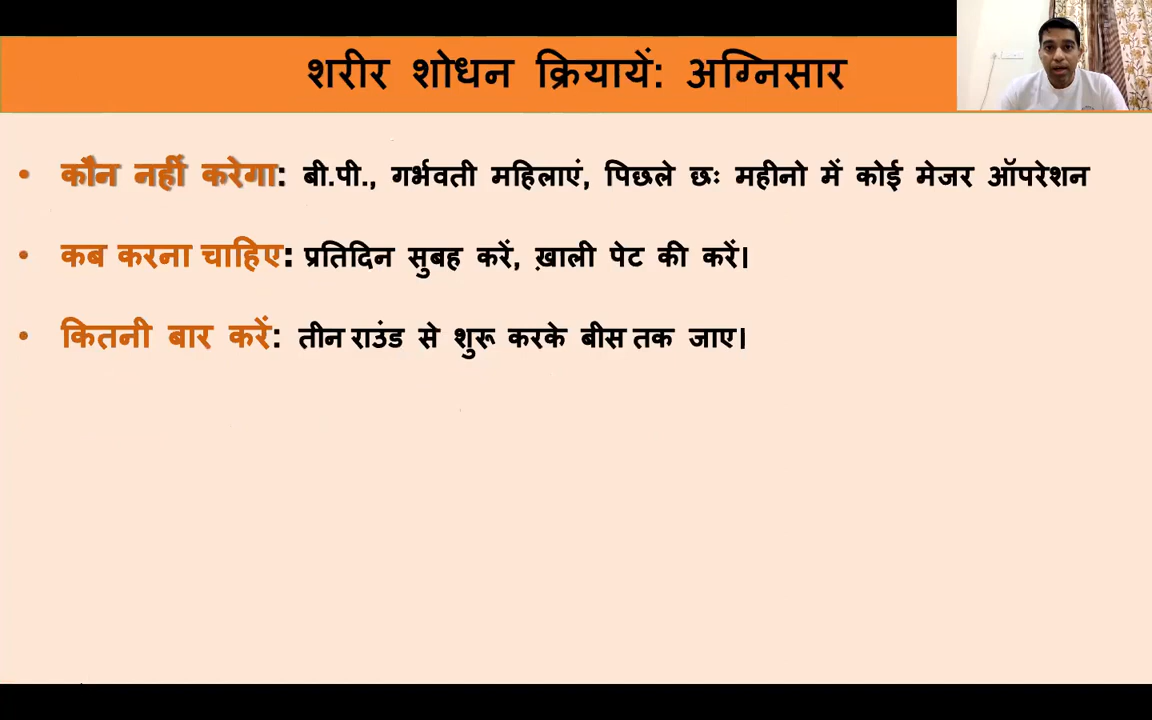 शरीर शोधन क्रियायें: अग्निसार
• कौन नहीं करेगा: बी.पी., गर्भवती महिलाएं, पिछले छः महीनो में कोई मेजर ऑपरेशन
• कब करना चाहिए: प्रतिदिन सुबह करें, ख़ाली पेट की करें।
• कितनी बार करें: तीन राउंड से शुरू करके बीस तक जाए।